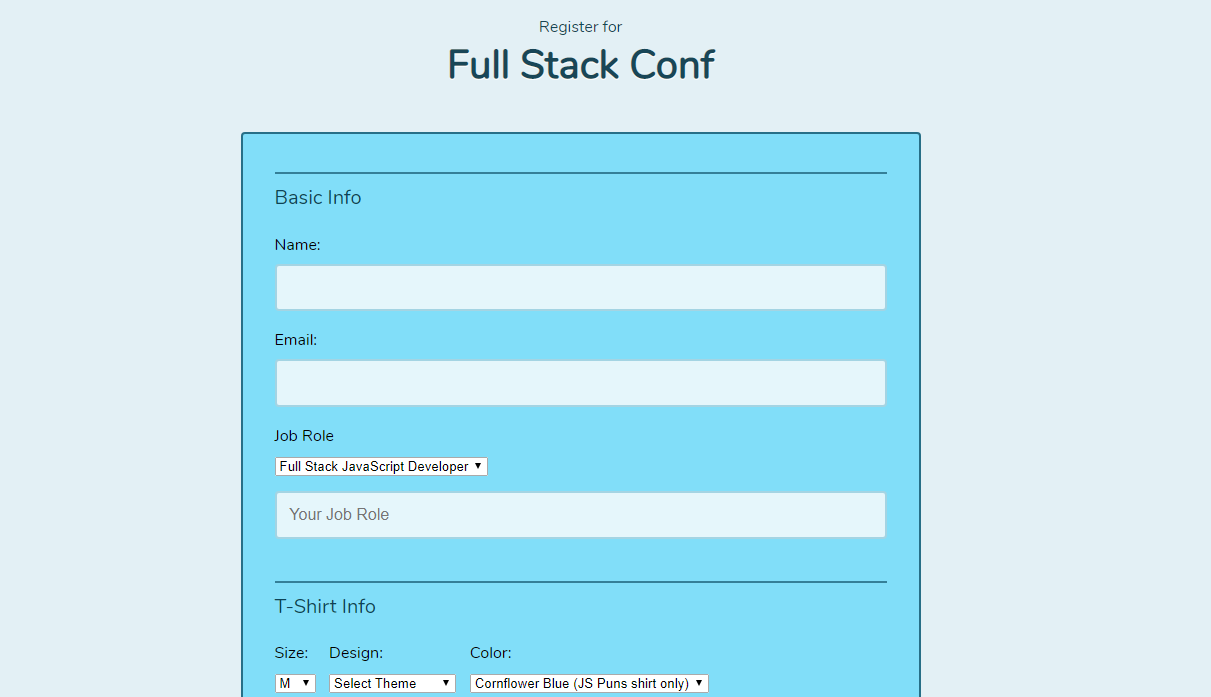 Register for
Full Stack Conf
Basic Info
Name:
Email:
Job Role
Full Stack JavaScript Developer
Your Job Role
T-Shirt Info
Size: Design: Color:
M Select Theme Cornflower Blue (JS Puns shirt only)